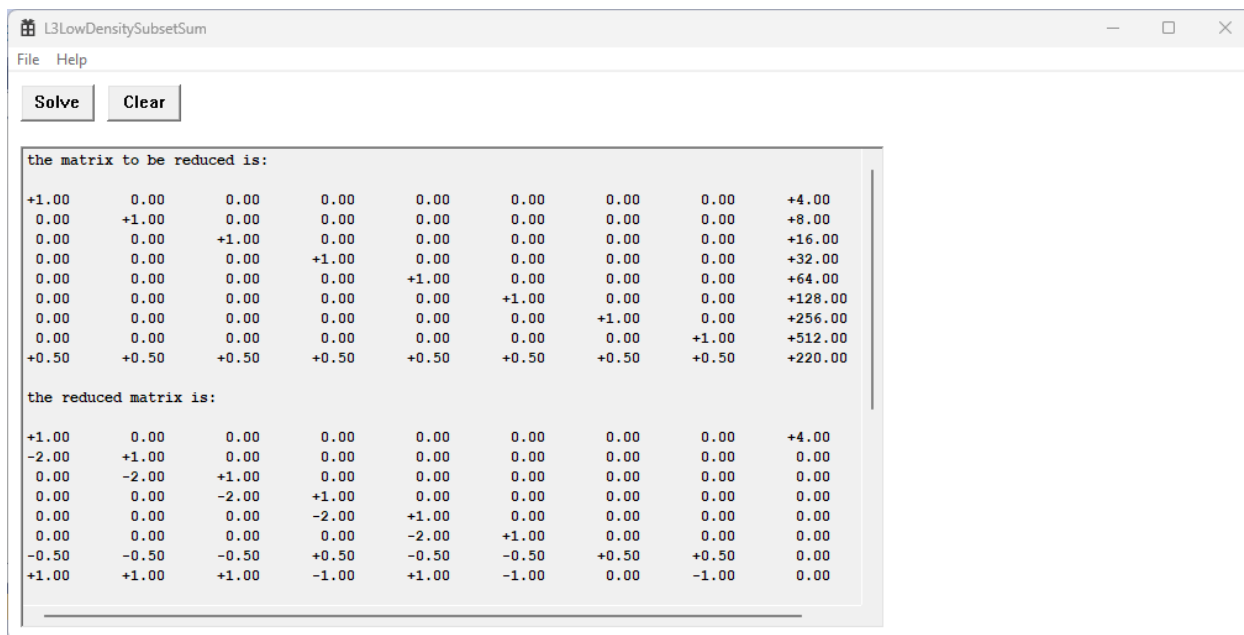 L3LowDensitySubsetSum
File Help
Solve Clear
the matrix to be reduced is:
+1.00 0.00 0.00 0.00 0.00 0.00 0.00 0.00 +4.00
0.00 +1.00 0.00 0.00 0.00 0.00 0.00 0.00 +8.00
0.00 0.00 +1.00 0.00 0.00 0.00 0.00 0.00 +16.00
0.00 0.00 0.00 +1.00 0.00 0.00 0.00 0.00 +32.00
0.00 0.00 0.00 0.00 +1.00 0.00 0.00 0.00 +64.00
0.00 0.00 0.00 0.00 0.00 +1.00 0.00 0.00 +128.00
0.00 0.00 0.00 0.00 0.00 0.00 +1.00 0.00 +256.00
0.00 0.00 0.00 0.00 0.00 0.00 0.00 +1.00 +512.00
+0.50 +0.50 +0.50 +0.50 +0.50 +0.50 +0.50 +0.50 +220.00
the reduced matrix is:
+1.00 0.00 0.00 0.00 0.00 0.00 0.00 0.00 +4.00
-2.00 +1.00 0.00 0.00 0.00 0.00 0.00 0.00 0.00
0.00 -2.00 +1.00 0.00 0.00 0.00 0.00 0.00 0.00
0.00 0.00 -2.00 +1.00 0.00 0.00 0.00 0.00 0.00
0.00 0.00 0.00 -2.00 +1.00 0.00 0.00 0.00 0.00
0.00 0.00 0.00 0.00 -2.00 +1.00 0.00 0.00 0.00
-0.50 -0.50 -0.50 +0.50 -0.50 -0.50 +0.50 +0.50 0.00
+1.00 +1.00 +1.00 -1.00 +1.00 -1.00 0.00 -1.00 0.00